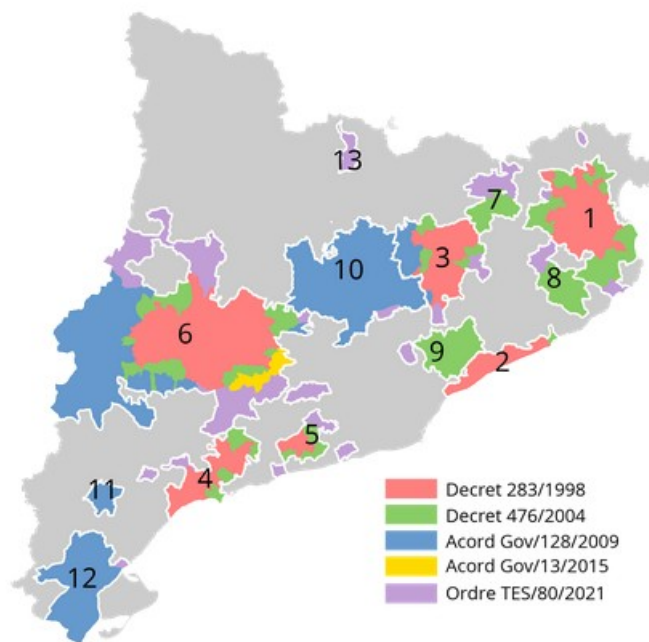 13
7
1
3
10
8
6
9
2
5
4
11
12
Decret 283/1998
Decret 476/2004
Acord Gov/128/2009
Acord Gov/13/2015
Ordre TES/80/2021